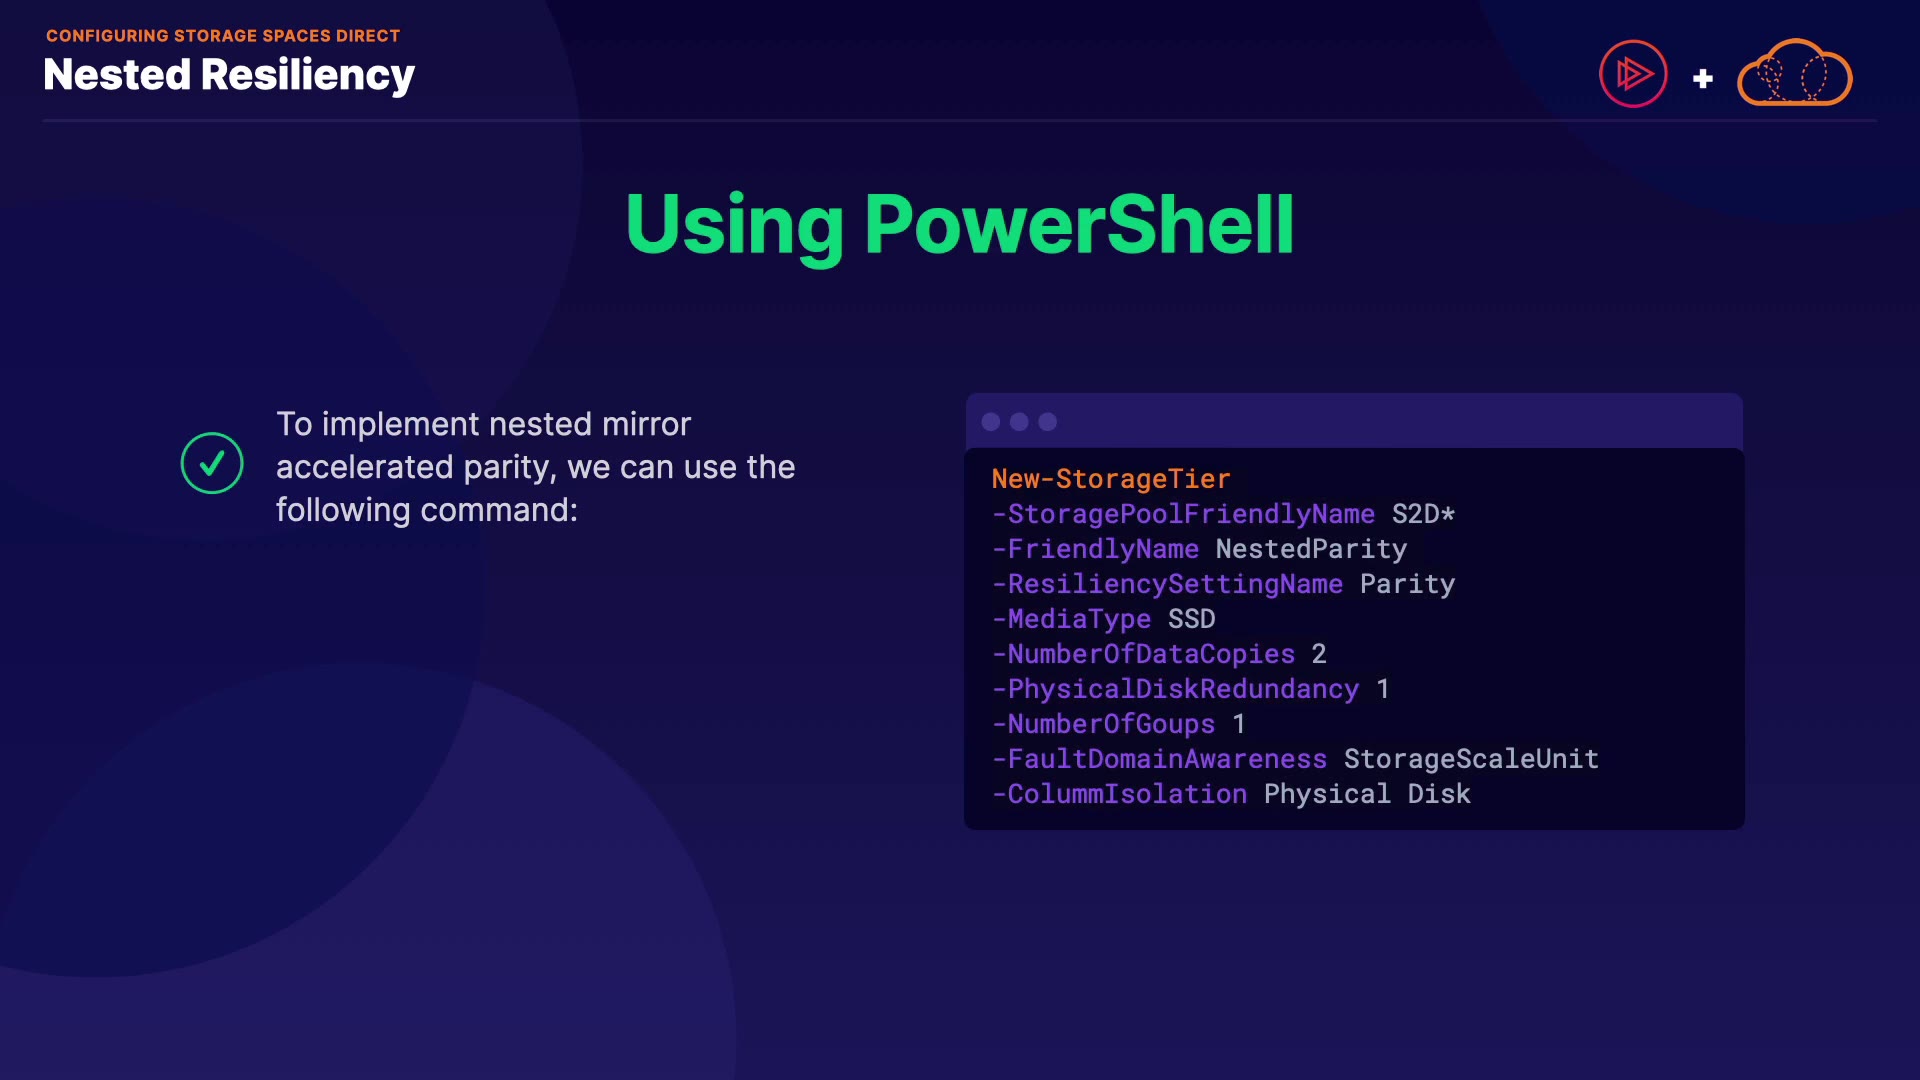 CONFIGURING STORAGE SPACES DIRECT
Nested Resiliency
+
Using PowerShell
To implement nested mirror
accelerated parity, we can use the
following command:
New-StorageTier
-StoragePoolFriendlyName S2D*
-FriendlyName NestedParity
-ResiliencySettingName Parity
-MediaType SSD
-NumberOfDataCopies 2
-PhysicalDiskRedundancy 1
-NumberOfGoups 1
-FaultDomainAwareness StorageScaleUnit
-ColummIsolation Physical Disk